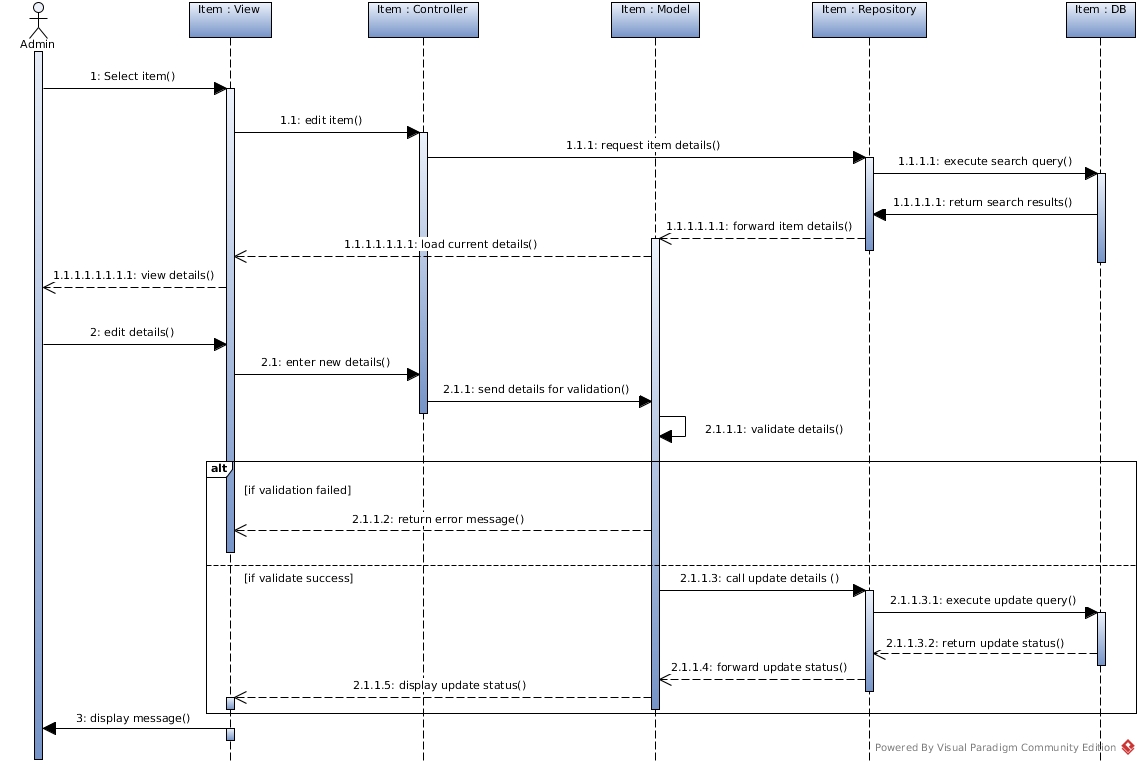 Item : View
Item : Controller
Item : Model
Item : Repository
Item : DB
Admin
1: Select item()
1.1: edit item()
1.1.1: request item details()
1.1.1.1: execute search query()
1.1.1.1.1: return search results()
1.1.1.1.1.1: forward item details()
1.1.1.1.1.1.1: load current details()
1.1.1.1.1.1.1.1: view details()
2: edit details()
2.1: enter new details()
2.1.1: send details for validation()
2.1.1.1: validate details()
alt
[if validation failed]
2.1.1.2: return error message()
[if validate success]
2.1.1.3: call update details ()
2.1.1.3.1: execute update query()
2.1.1.3.2: return update status()
2.1.1.4: forward update status()
2.1.1.5: display update status()
3: display message()
Powered By Visual Paradigm Community Edition